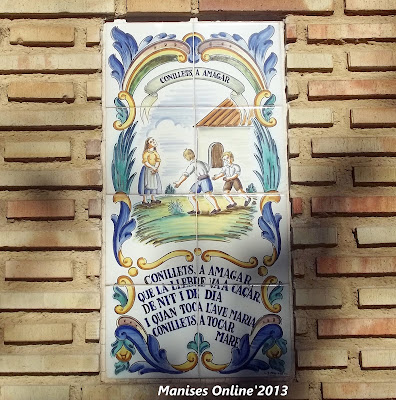 CONILLETS, A AMAGAR
CONILLETS, A AMAGAR
QUE LA LLEBRE VA A CAÇAR
DE NIT I DE DIA
I QUAN TOCA L'AVE MARIA
CONILLETS A TOCAR
MARE
Manises Online'2013